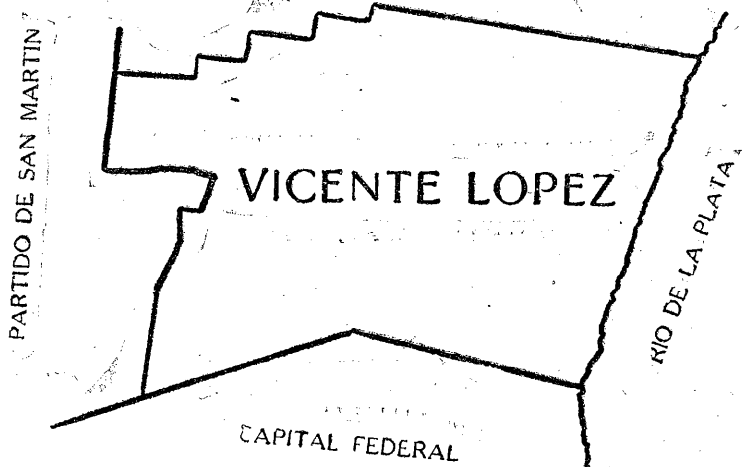 PARTIDO DE SAN MARTIN
VICENTE LOPEZ
RIO DE LA PLATA
CAPITAL FEDERAL